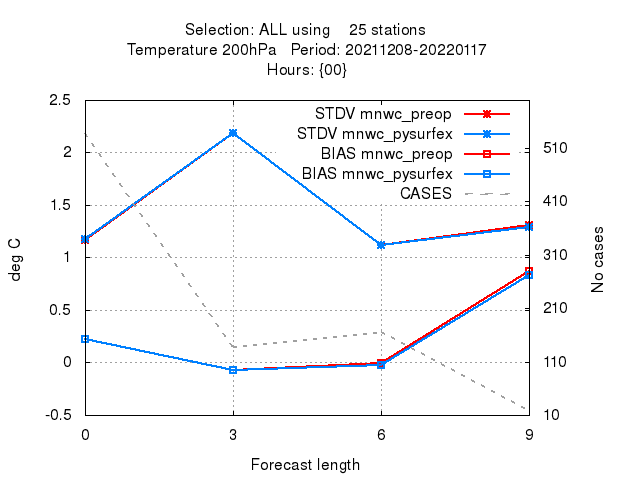 Selection: ALL using    25 stations
Temperature 200hPa   Period: 20211208-20220117
Hours: {00}
STDV mnwc_preop
STDV mnwc_pysurfex
BIAS mnwc_preop
BIAS mnwc_pysurfex
CASES
2.5
2
1.5
1
0.5
0
-0.5
deg C
510
410
310
210
110
10
No cases
0 3 6 9
Forecast length